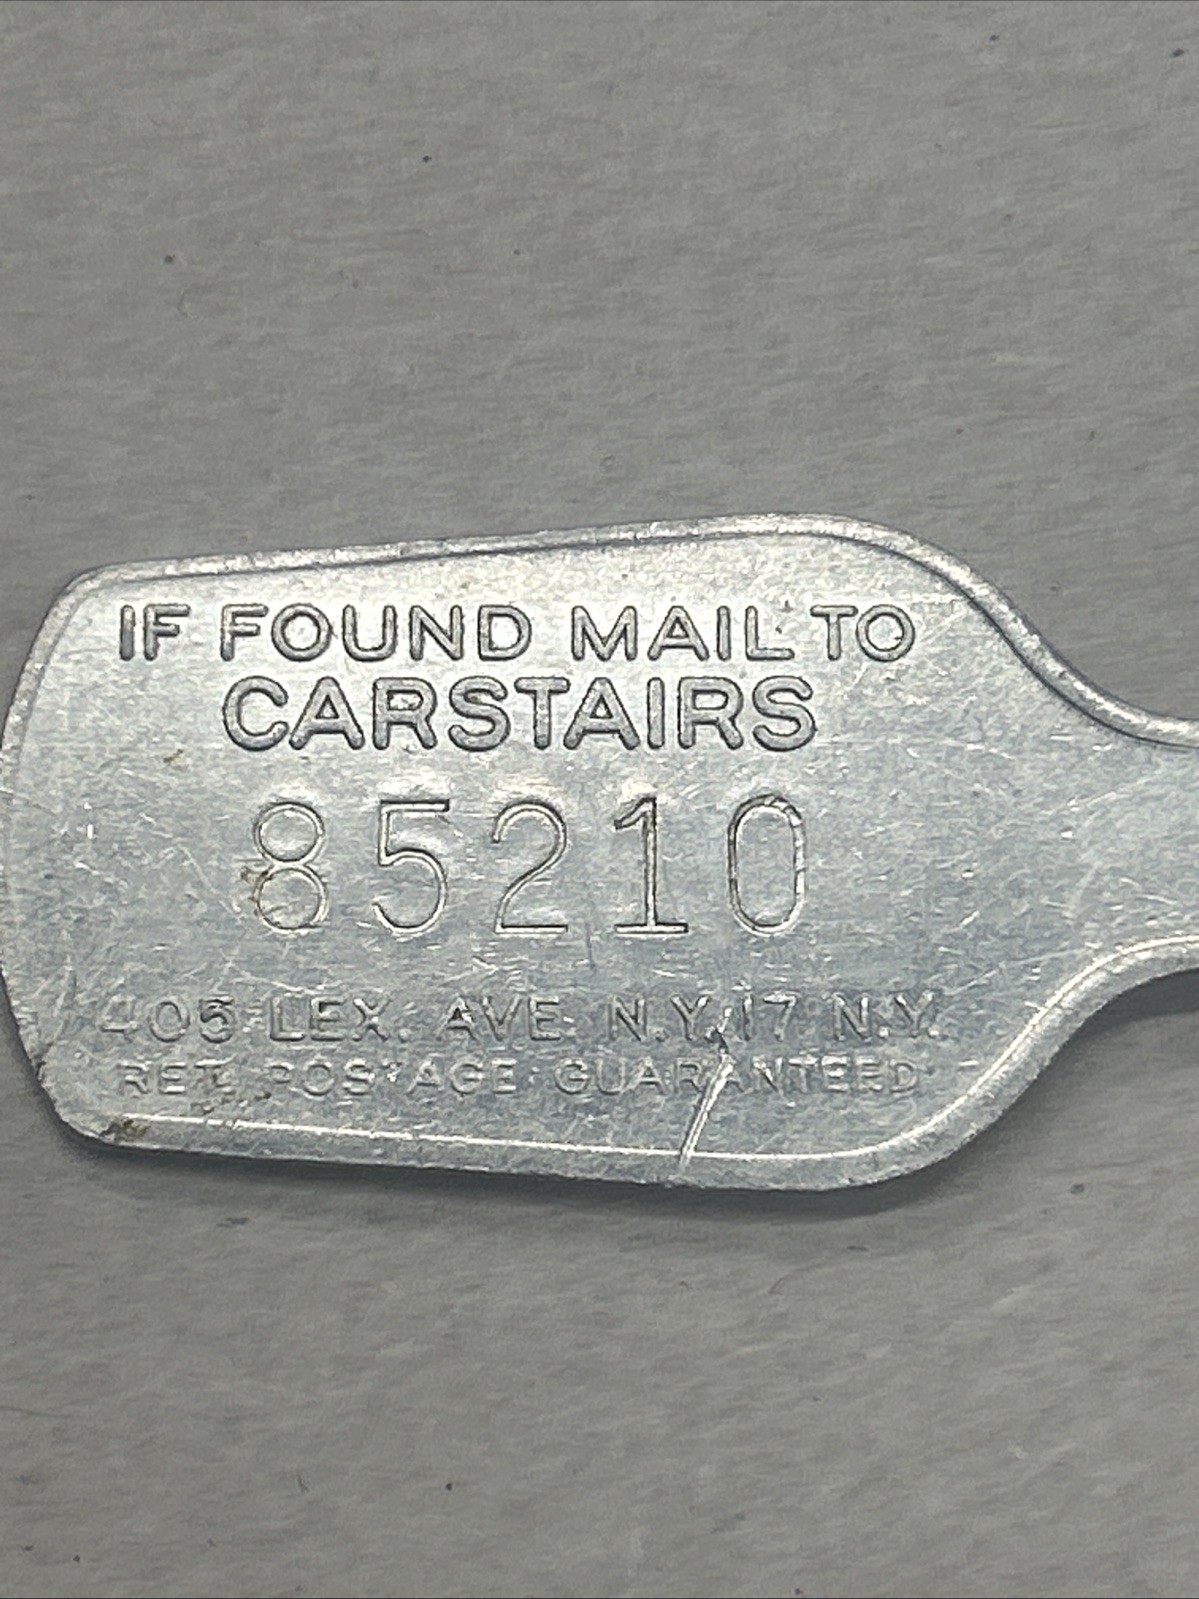 IF FOUND MAIL TO
CARSTAIRS
85210
405 LEX. AVE. N.Y. 17 N.Y.
RET. POSTAGE GUARANTEED